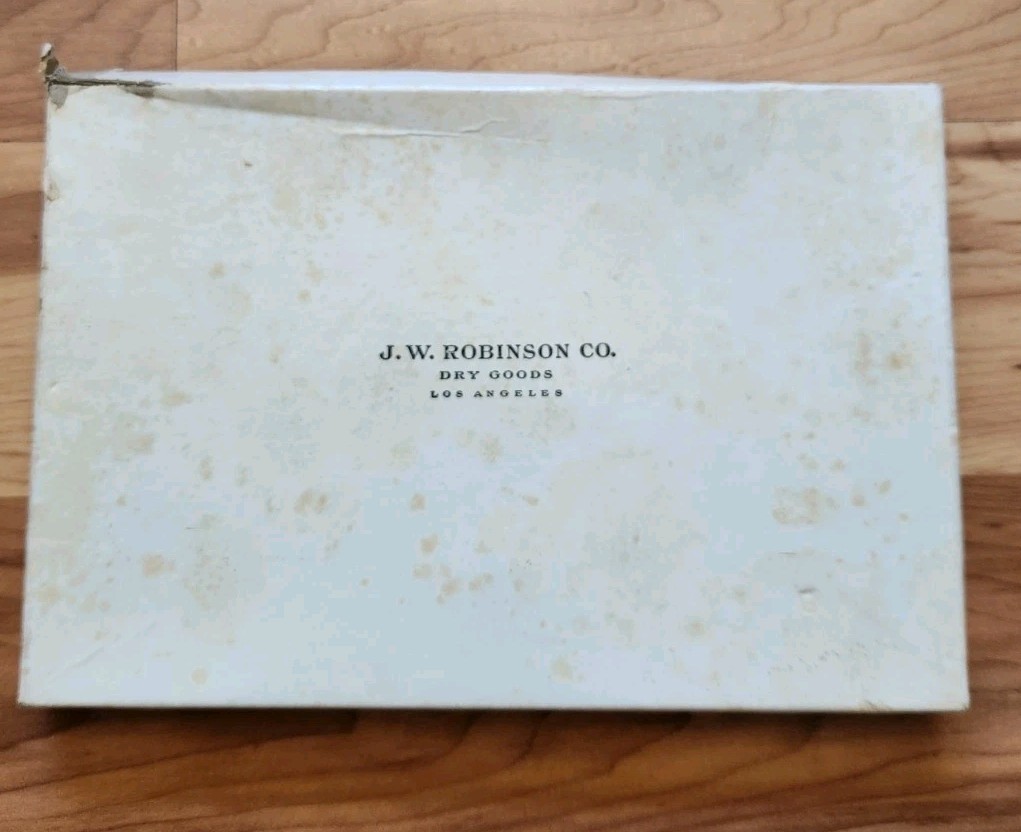 J. W. ROBINSON CO.
DRY GOODS
LOS ANGELES